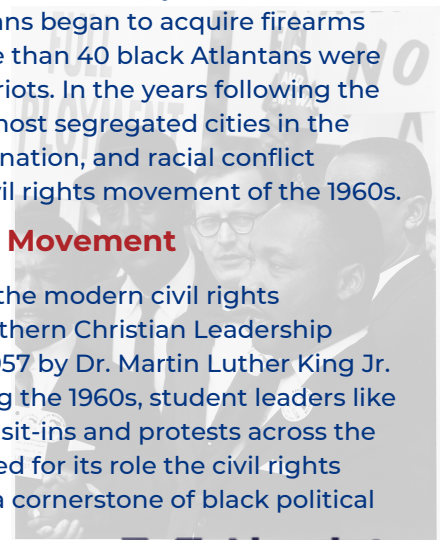 ans began to acquire firearms
e than 40 black Atlantans were
riots. In the years following the
most segregated cities in the
nation, and racial conflict
vil rights movement of the 1960s.
Movement
the modern civil rights
thern Christian Leadership
957 by Dr. Martin Luther King Jr.
g the 1960s, student leaders like
sit-ins and protests across the
ed for its role the civil rights
a cornerstone of black political